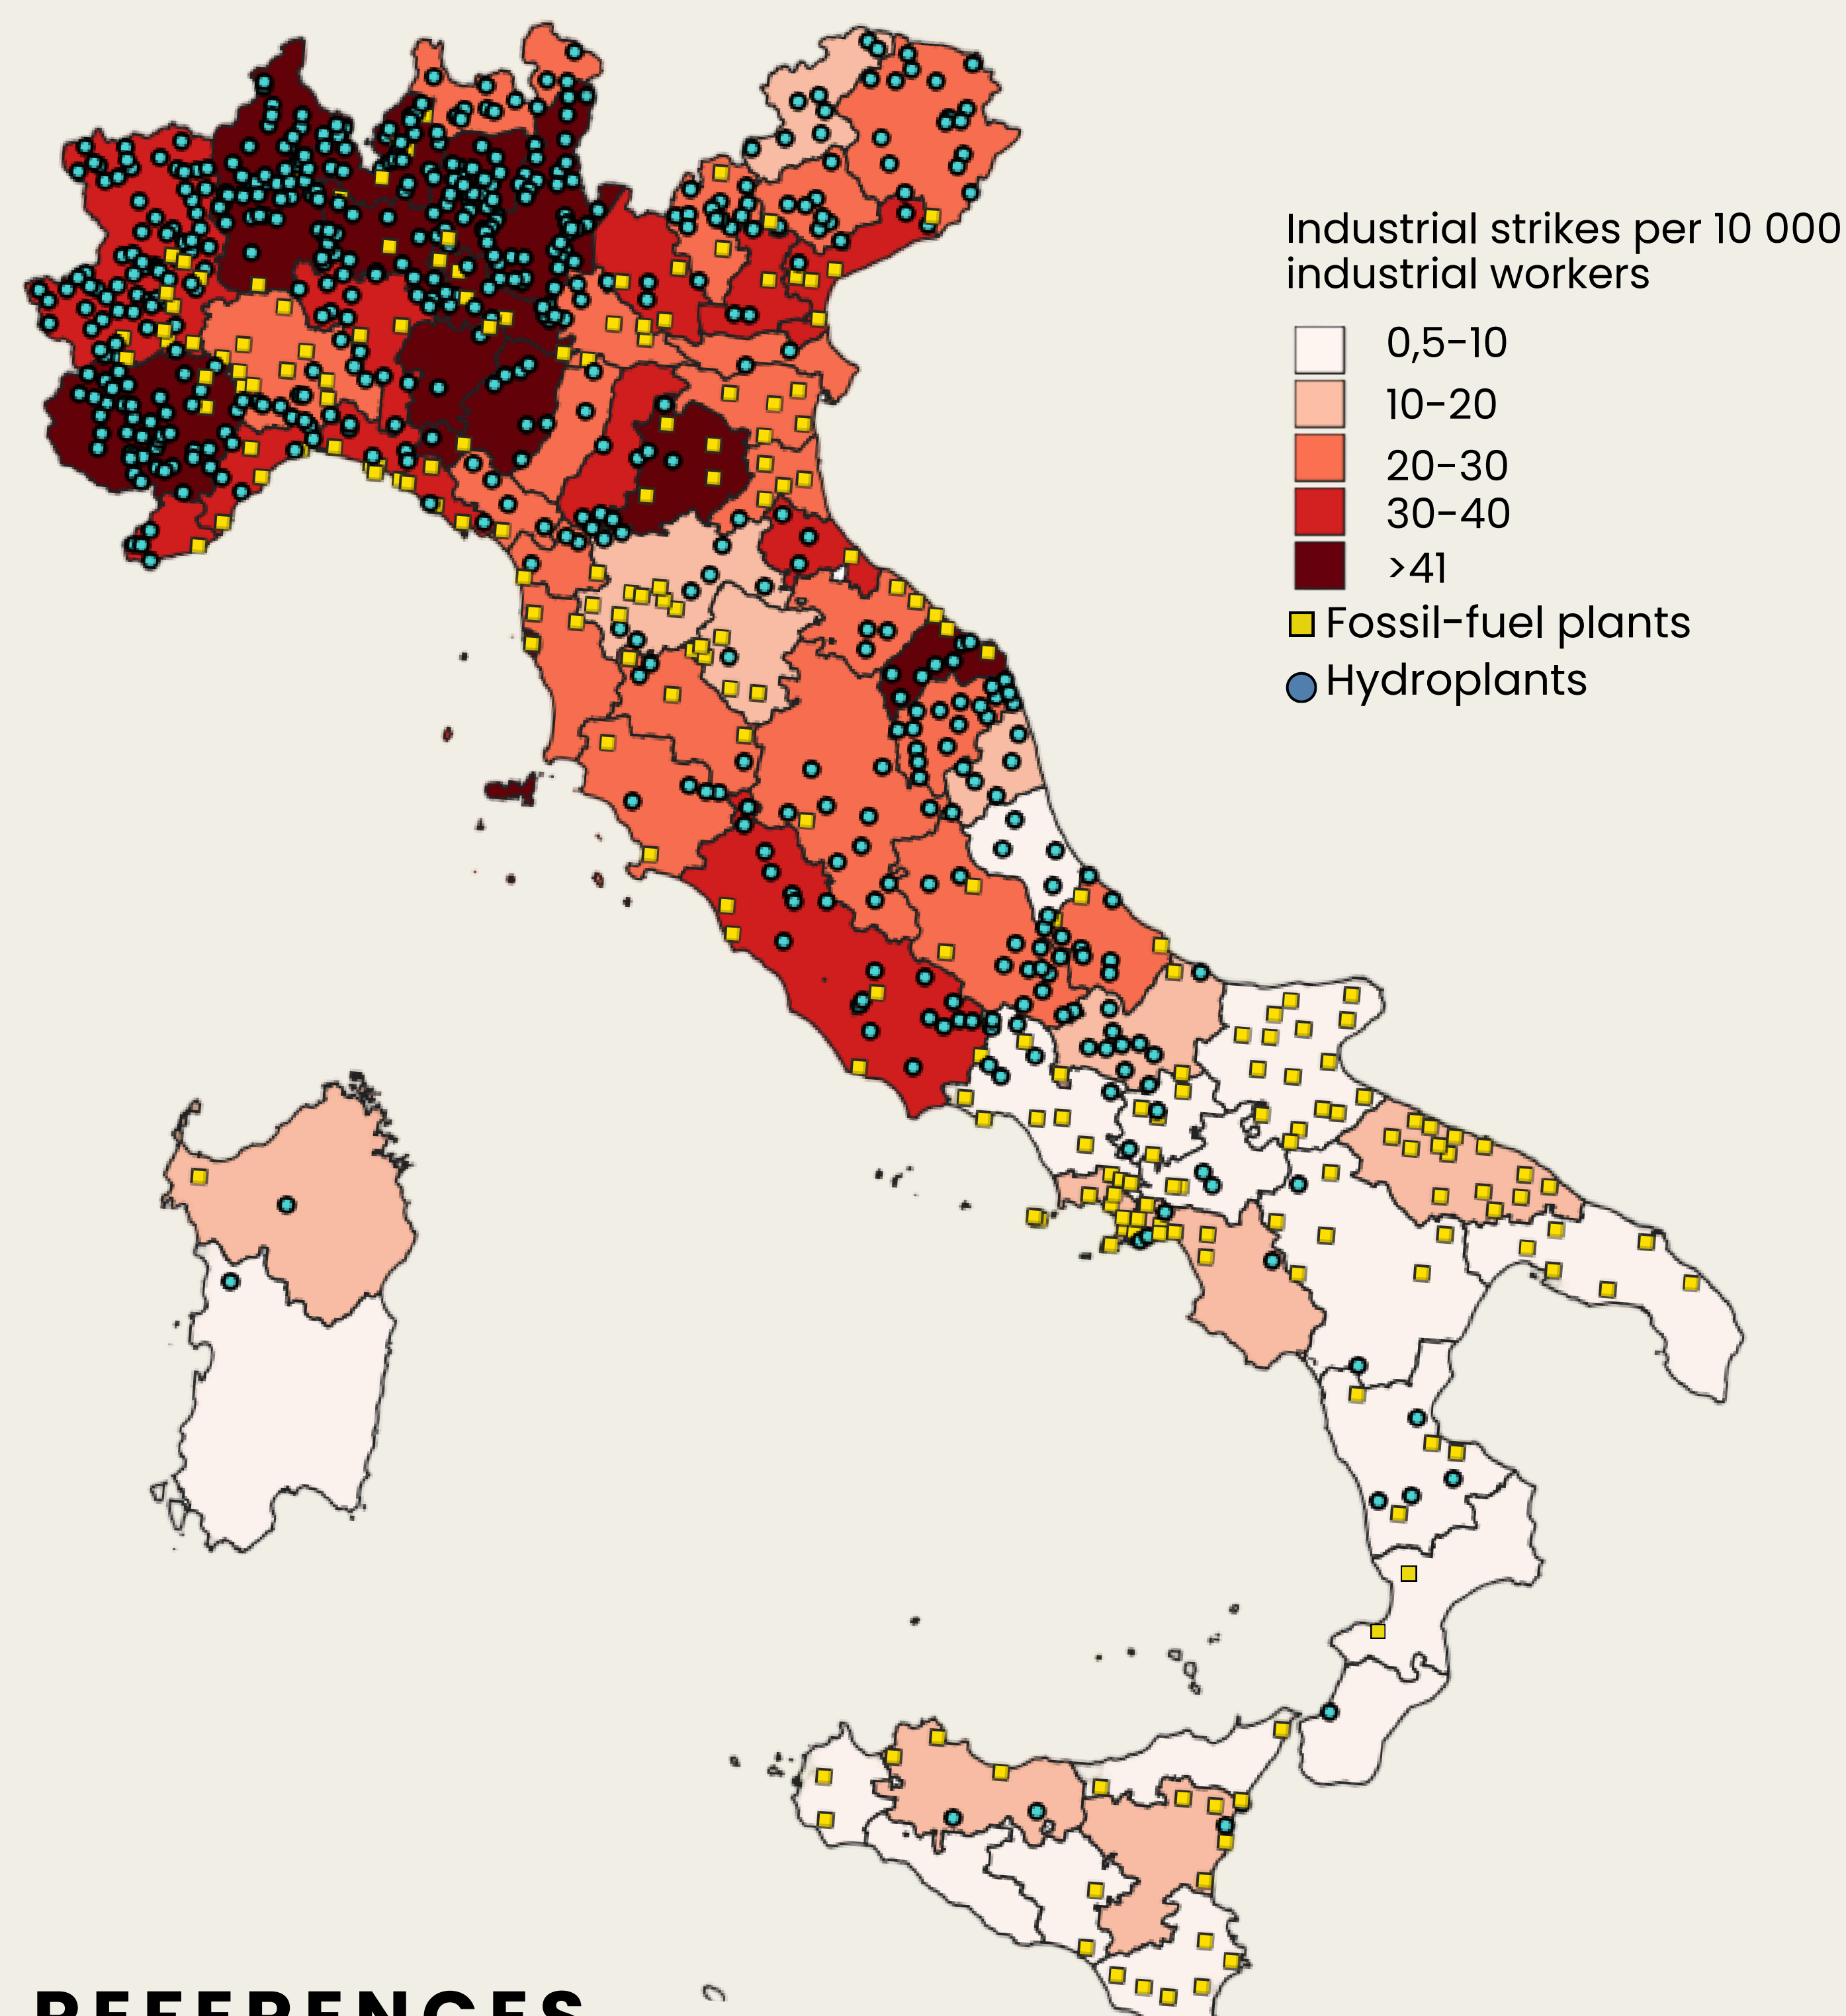 Industrial strikes per 10 000
industrial workers
0,5-10
10-20
20-30
30-40
>41
Fossil-fuel plants
Hydroplants
REFERENCES